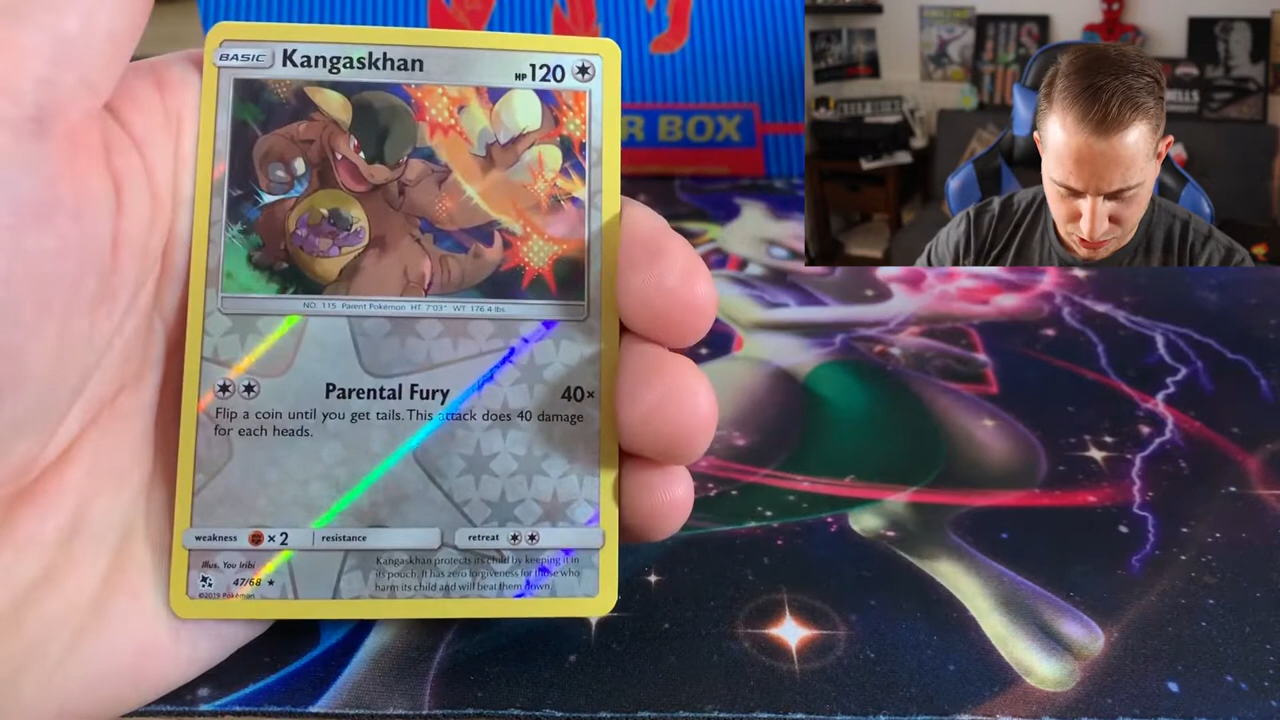 BASIC
Kangaskhan
HP 120
NO. 115 Parent Pokémon HT 7'03" WT 176.4 lbs.
Parental Fury 40×
Flip a coin until you get tails. This attack does 40 damage
for each heads.
weakness × 2 resistance retreat
Illus. You Iribi
47/68 ★
©2019 Pokémon
Kangaskhan protects its child by keeping it in
its pouch. It has zero forgiveness for those who
harm its child and will beat them down.
R BOX